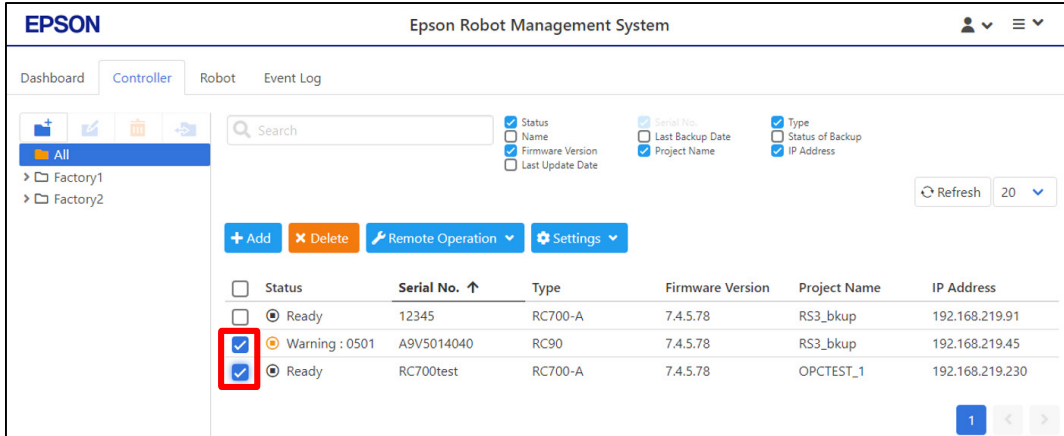 EPSON
Epson Robot Management System
Dashboard Controller Robot Event Log
Search
Status Serial No. Type
Name Last Backup Date Status of Backup
Firmware Version Project Name IP Address
Last Update Date
All
Factory1
Factory2
Refresh 20
Add Delete Remote Operation Settings
Status Serial No. Type Firmware Version Project Name IP Address
Ready 12345 RC700-A 7.4.5.78 RS3_bkup 192.168.219.91
Warning : 0501 A9V5014040 RC90 7.4.5.78 RS3_bkup 192.168.219.45
Ready RC700test RC700-A 7.4.5.78 OPCTEST_1 192.168.219.230
1